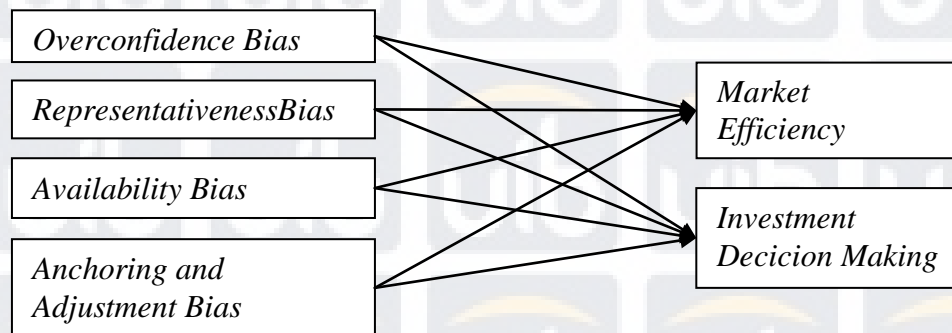 Overconfidence Bias
RepresentativenessBias
Availability Bias
Anchoring and
Adjustment Bias
Market
Efficiency
Investment
Decicion Making